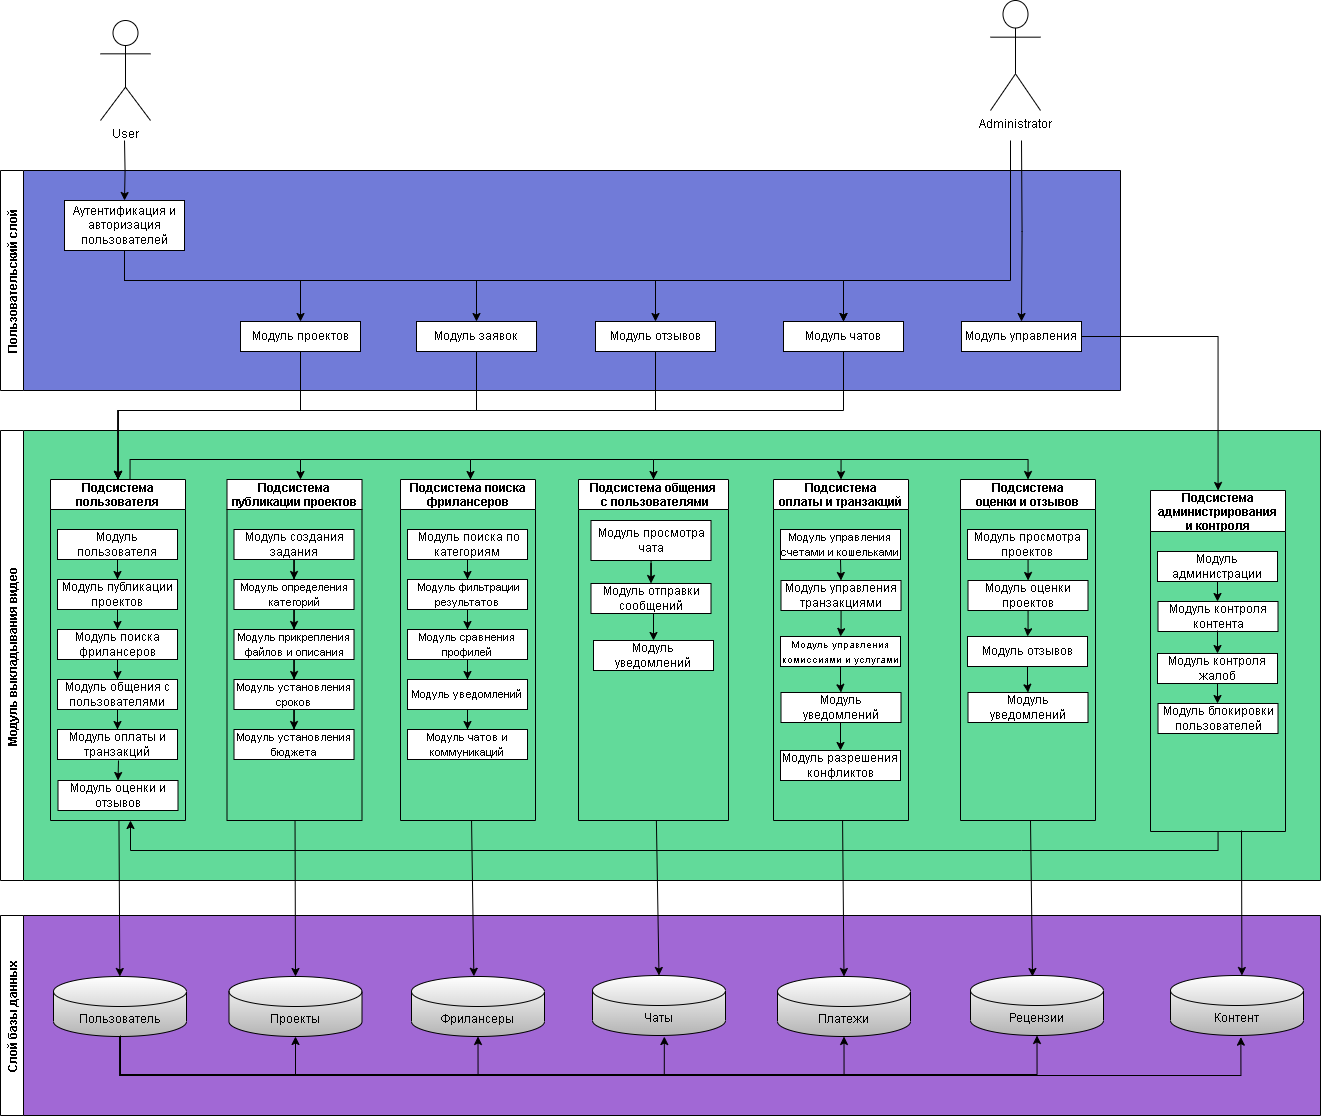 User
Administrator
Пользовательский слой
Аутентификация и
авторизация
пользователей
Модуль проектов
Модуль заявок
Модуль отзывов
Модуль чатов
Модуль управления
Модуль выкладывания видео
Подсистема
пользователя
Модуль
пользователя
Модуль публикации
проектов
Модуль поиска
фрилансеров
Модуль общения с
пользователями
Модуль оплаты и
транзакций
Модуль оценки и
отзывов
Подсистема
публикации проектов
Модуль создания
задания
Модуль определения
категорий
Модуль прикрепления
файлов и описания
Модуль установления
сроков
Модуль установления
бюджета
Подсистема поиска
фрилансеров
Модуль поиска по
категориям
Модуль фильтрации
результатов
Модуль сравнения
профилей
Модуль уведомлений
Модуль чатов и
коммуникаций
Подсистема общения
с пользователями
Модуль просмотра
чата
Модуль отправки
сообщений
Модуль
уведомлений
Подсистема
оплаты и транзакций
Модуль управления
счетами и кошельками
Модуль управления
транзакциями
Модуль управления
комиссиями и услугами
Модуль
уведомлений
Модуль разрешения
конфликтов
Подсистема
оценки и отзывов
Модуль просмотра
проектов
Модуль оценки
проектов
Модуль отзывов
Модуль
уведомлений
Подсистема
администрирования
и контроля
Модуль
администрации
Модуль контроля
контента
Модуль контроля
жалоб
Модуль блокировки
пользователей
Слой базы данных
Пользователь
Проекты
Фрилансеры
Чаты
Платежи
Рецензии
Контент